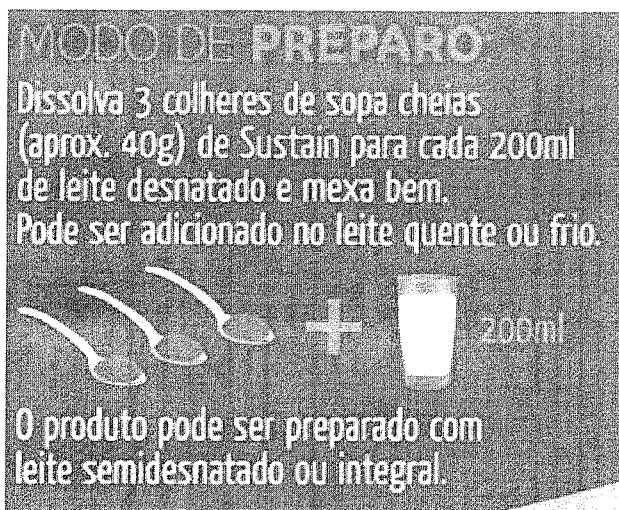 MODO DE PREPARO
Dissolva 3 colheres de sopa cheias
(aprox. 40g) de Sustain para cada 200ml
de leite desnatado e mexa bem.
Pode ser adicionado no leite quente ou frio.
+ 200ml
O produto pode ser preparado com
leite semidesnatado ou integral.